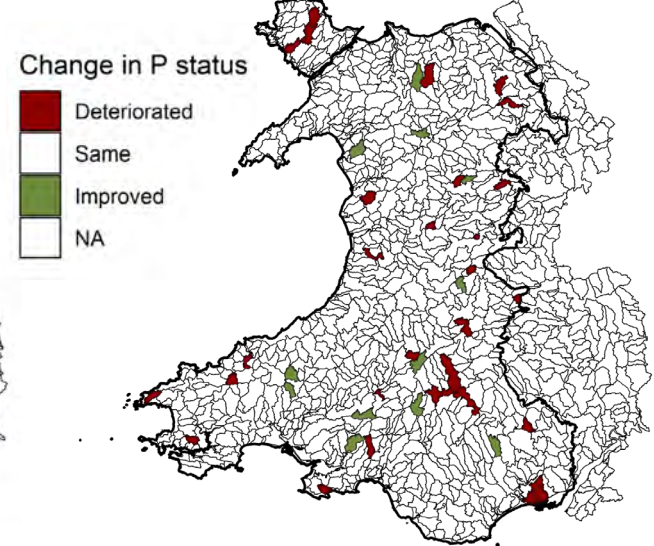 Change in P status
Deteriorated
Same
Improved
NA